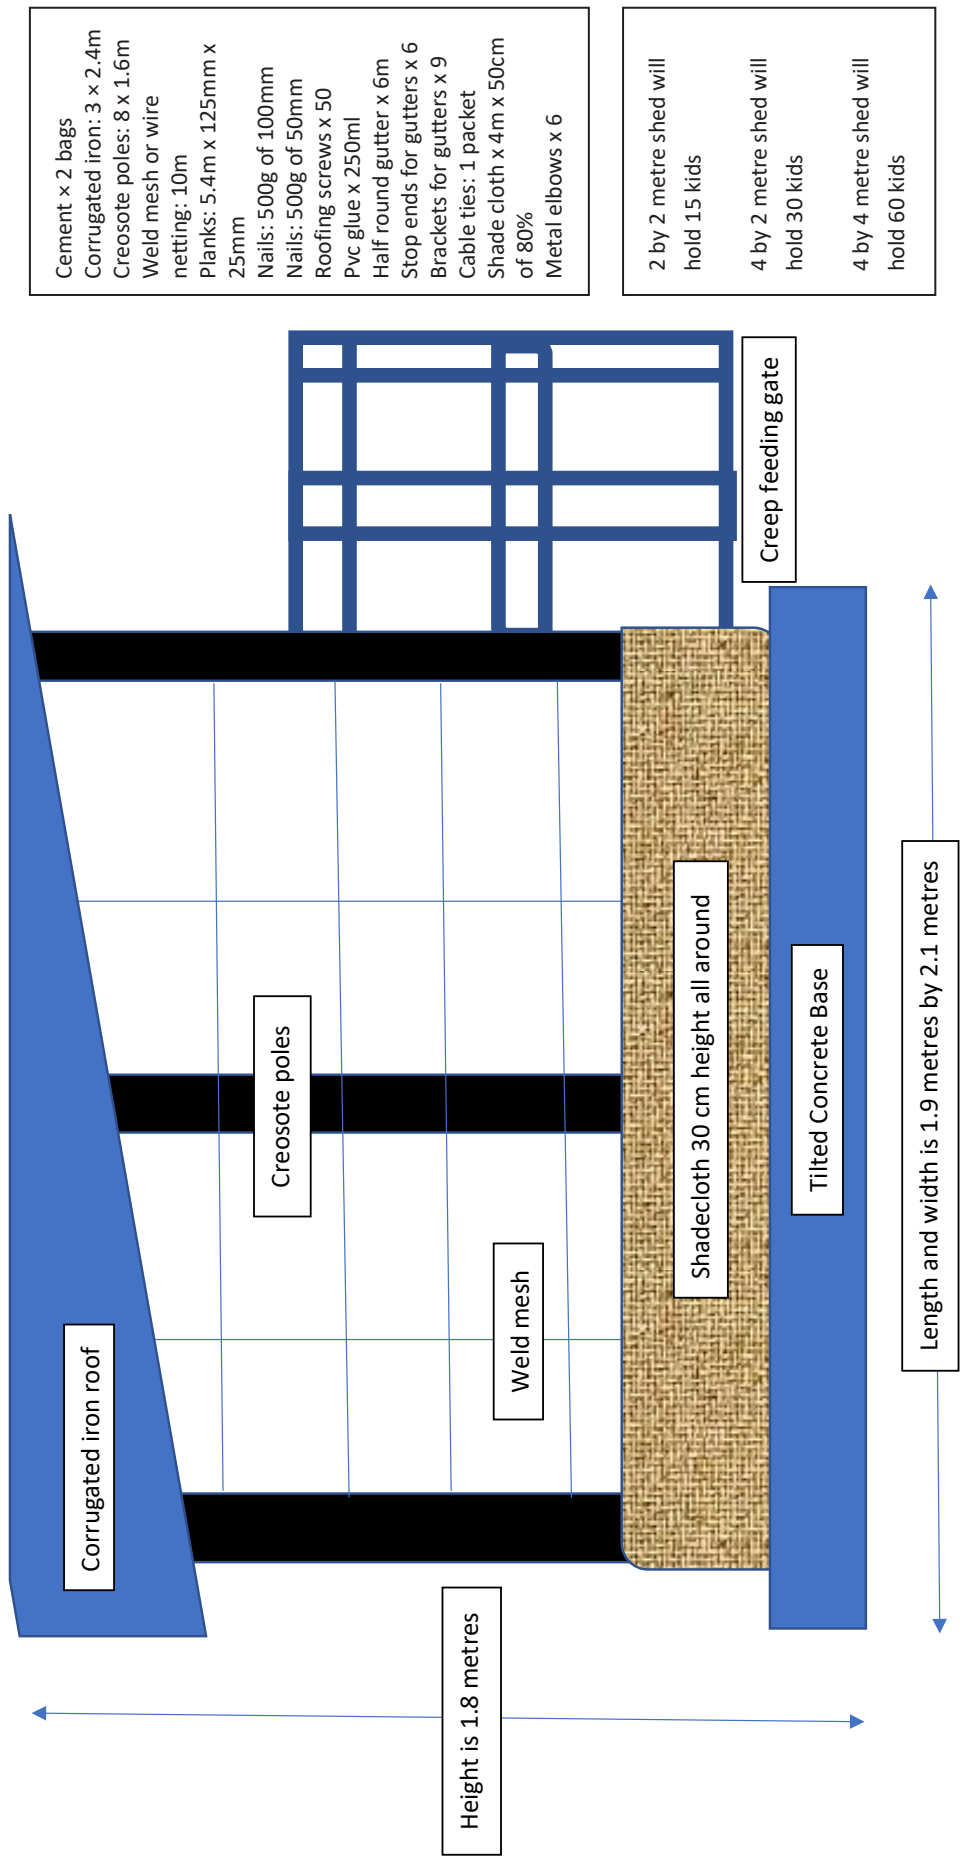 Corrugated iron roof
Creosote poles
Weld mesh
Height is 1.8 metres
Shadecloth 30 cm height all around
Tilted Concrete Base
Length and width is 1.9 metres by 2.1 metres
Creep feeding gate
Cement × 2 bags
Corrugated iron: 3 × 2.4m
Creosote poles: 8 x 1.6m
Weld mesh or wire
netting: 10m
Planks: 5.4m x 125mm x
25mm
Nails: 500g of 100mm
Nails: 500g of 50mm
Roofing screws x 50
Pvc glue x 250ml
Half round gutter x 6m
Stop ends for gutters x 6
Brackets for gutters x 9
Cable ties: 1 packet
Shade cloth x 4m x 50cm
of 80%
Metal elbows x 6
2 by 2 metre shed will
hold 15 kids
4 by 2 metre shed will
hold 30 kids
4 by 4 metre shed will
hold 60 kids